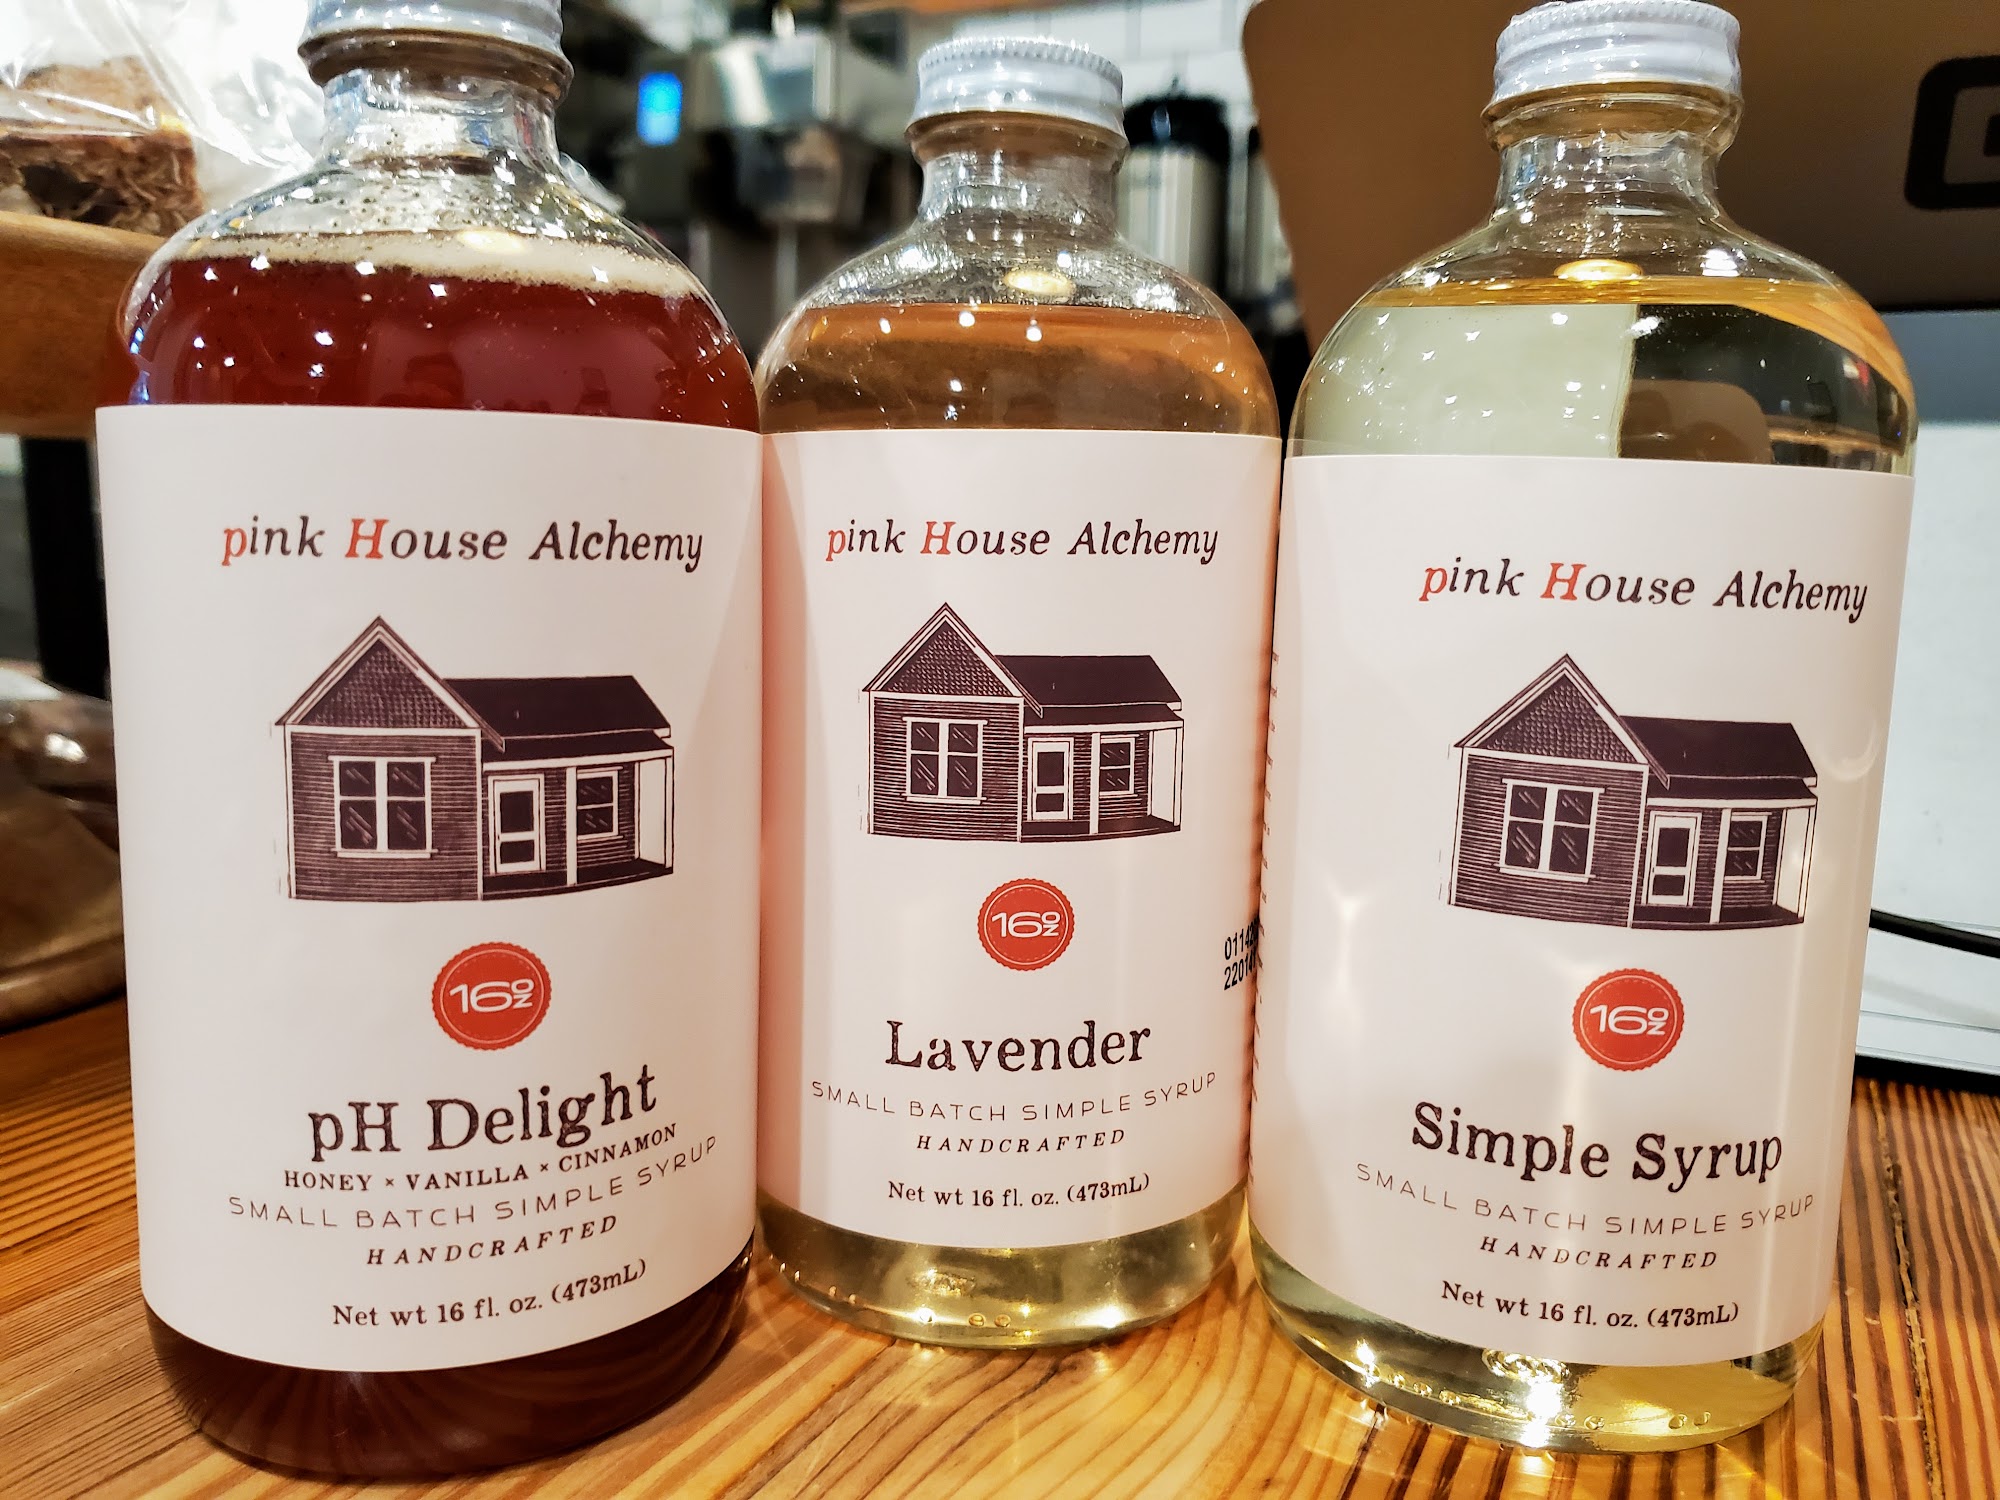 pink House Alchemy
16OZ
pH Delight
HONEY × VANILLA × CINNAMON
SMALL BATCH SIMPLE SYRUP
HANDCRAFTED
Net wt 16 fl. oz. (473mL)
pink House Alchemy
16OZ
Lavender
SMALL BATCH SIMPLE SYRUP
HANDCRAFTED
Net wt 16 fl. oz. (473mL)
pink House Alchemy
16OZ
Simple Syrup
SMALL BATCH SIMPLE SYRUP
HANDCRAFTED
Net wt 16 fl. oz. (473mL)